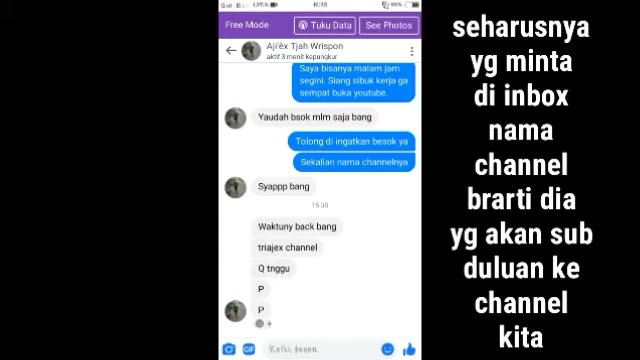 Free Mode
Tuku Data
See Photos
Aji'èx Tjah Wrispon
aktif 3 menit kepungkur
Saya bisanya malam jam
segini. Siang sibuk kerja ga
sempat buka youtube.
Yaudah bsok mlm saja bang
Tolong di ingatkan besok ya
Sekalian nama channelnya
Syappp bang
15.30
Waktuny back bang
triajex channel
Q tnggu
P
P
GIF
seharusnya
yg minta
di inbox
nama
channel
brarti dia
yg akan sub
duluan ke
channel
kita